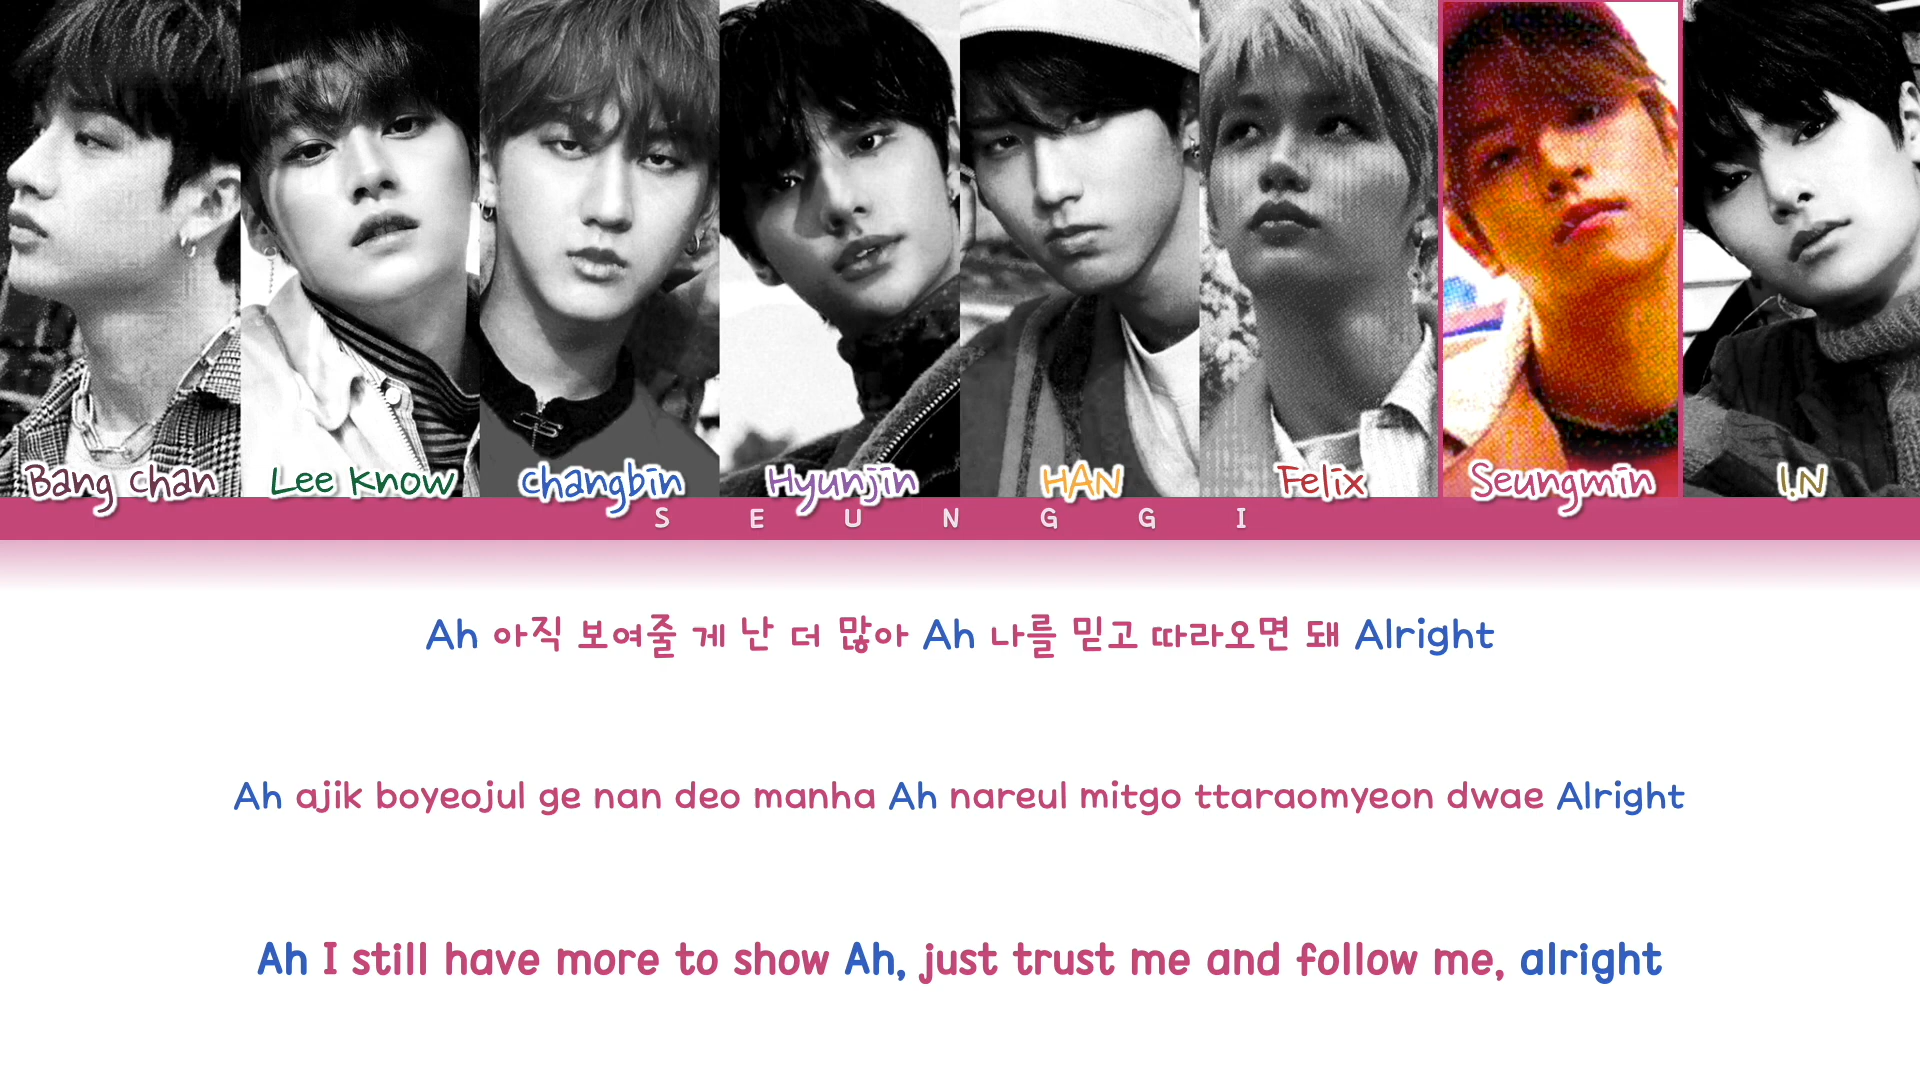 Bang Chan Lee Know Changbin Hyunjin HAN Felix Seungmin I.N
SEUNGGI
Ah 아직 보여줄 게 난 더 많아 Ah 나를 믿고 따라오면 돼 Alright
Ah ajik boyeojul ge nan deo manha Ah nareul mitgo ttaraomyeon dwae Alright
Ah I still have more to show Ah, just trust me and follow me, alright